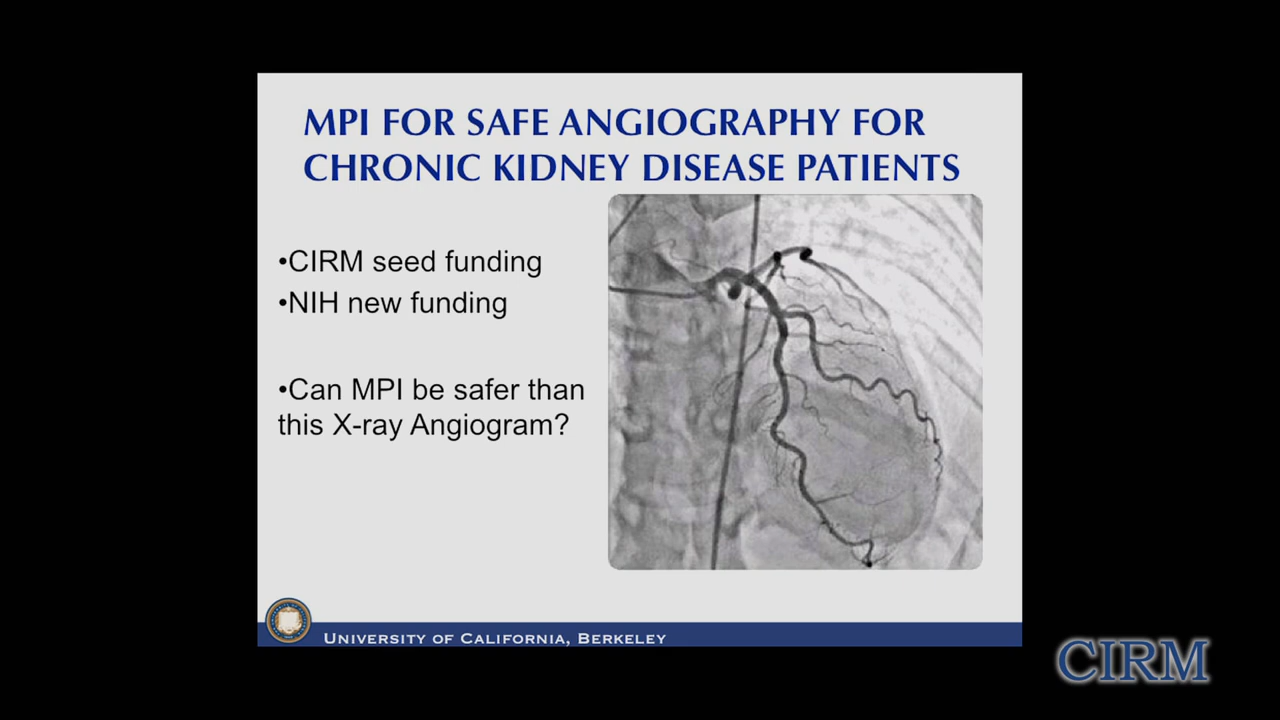 MPI FOR SAFE ANGIOGRAPHY FOR
CHRONIC KIDNEY DISEASE PATIENTS
•CIRM seed funding
•NIH new funding
•Can MPI be safer than
this X-ray Angiogram?
UNIVERSITY OF CALIFORNIA, BERKELEY
CIRM